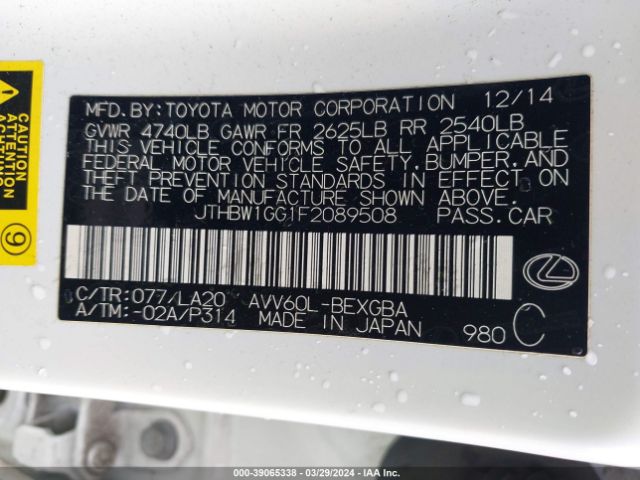 MFD.BY:TOYOTA MOTOR CORPORATION 12/14
GVWR 4740LB GAWR FR 2625LB RR 2540LB
THIS VEHICLE CONFORMS TO ALL APPLICABLE
FEDERAL MOTOR VEHICLE SAFETY, BUMPER, AND
THEFT PREVENTION STANDARDS IN EFFECT ON
THE DATE OF MANUFACTURE SHOWN ABOVE.
JTHBW1GG1F2089508 PASS.CAR
C/TR:077/LA20 AVV60L-BEXGBA
A/TM:-02A/P314 MADE IN JAPAN
980 C
9
000-39065338 | 03/29/2024 | IAA Inc.